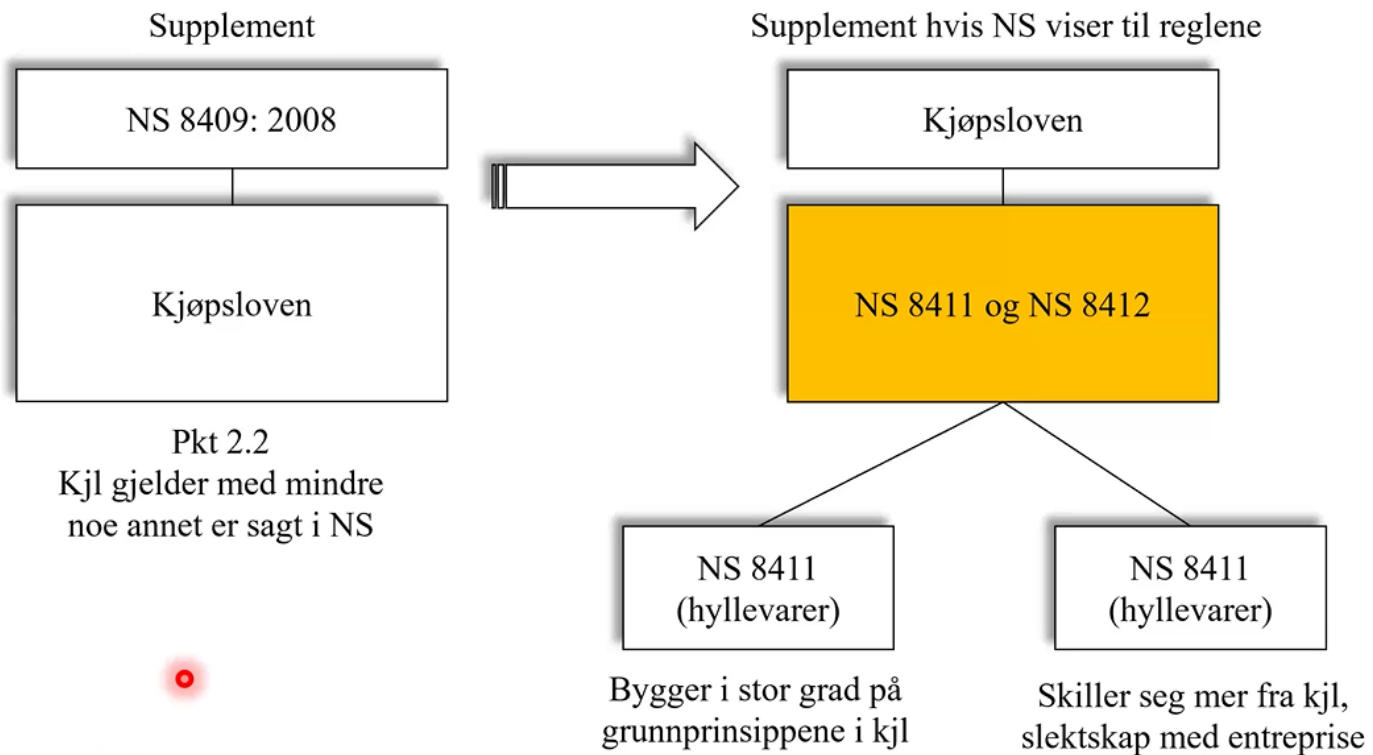 Supplement
NS 8409: 2008
Kjøpsloven
Pkt 2.2
Kjl gjelder med mindre
noe annet er sagt i NS
Supplement hvis NS viser til reglene
Kjøpsloven
NS 8411 og NS 8412
NS 8411
(hyllevarer)
Bygger i stor grad på
grunnprinsippene i kjl
NS 8411
(hyllevarer)
Skiller seg mer fra kjl,
slektskap med entreprise